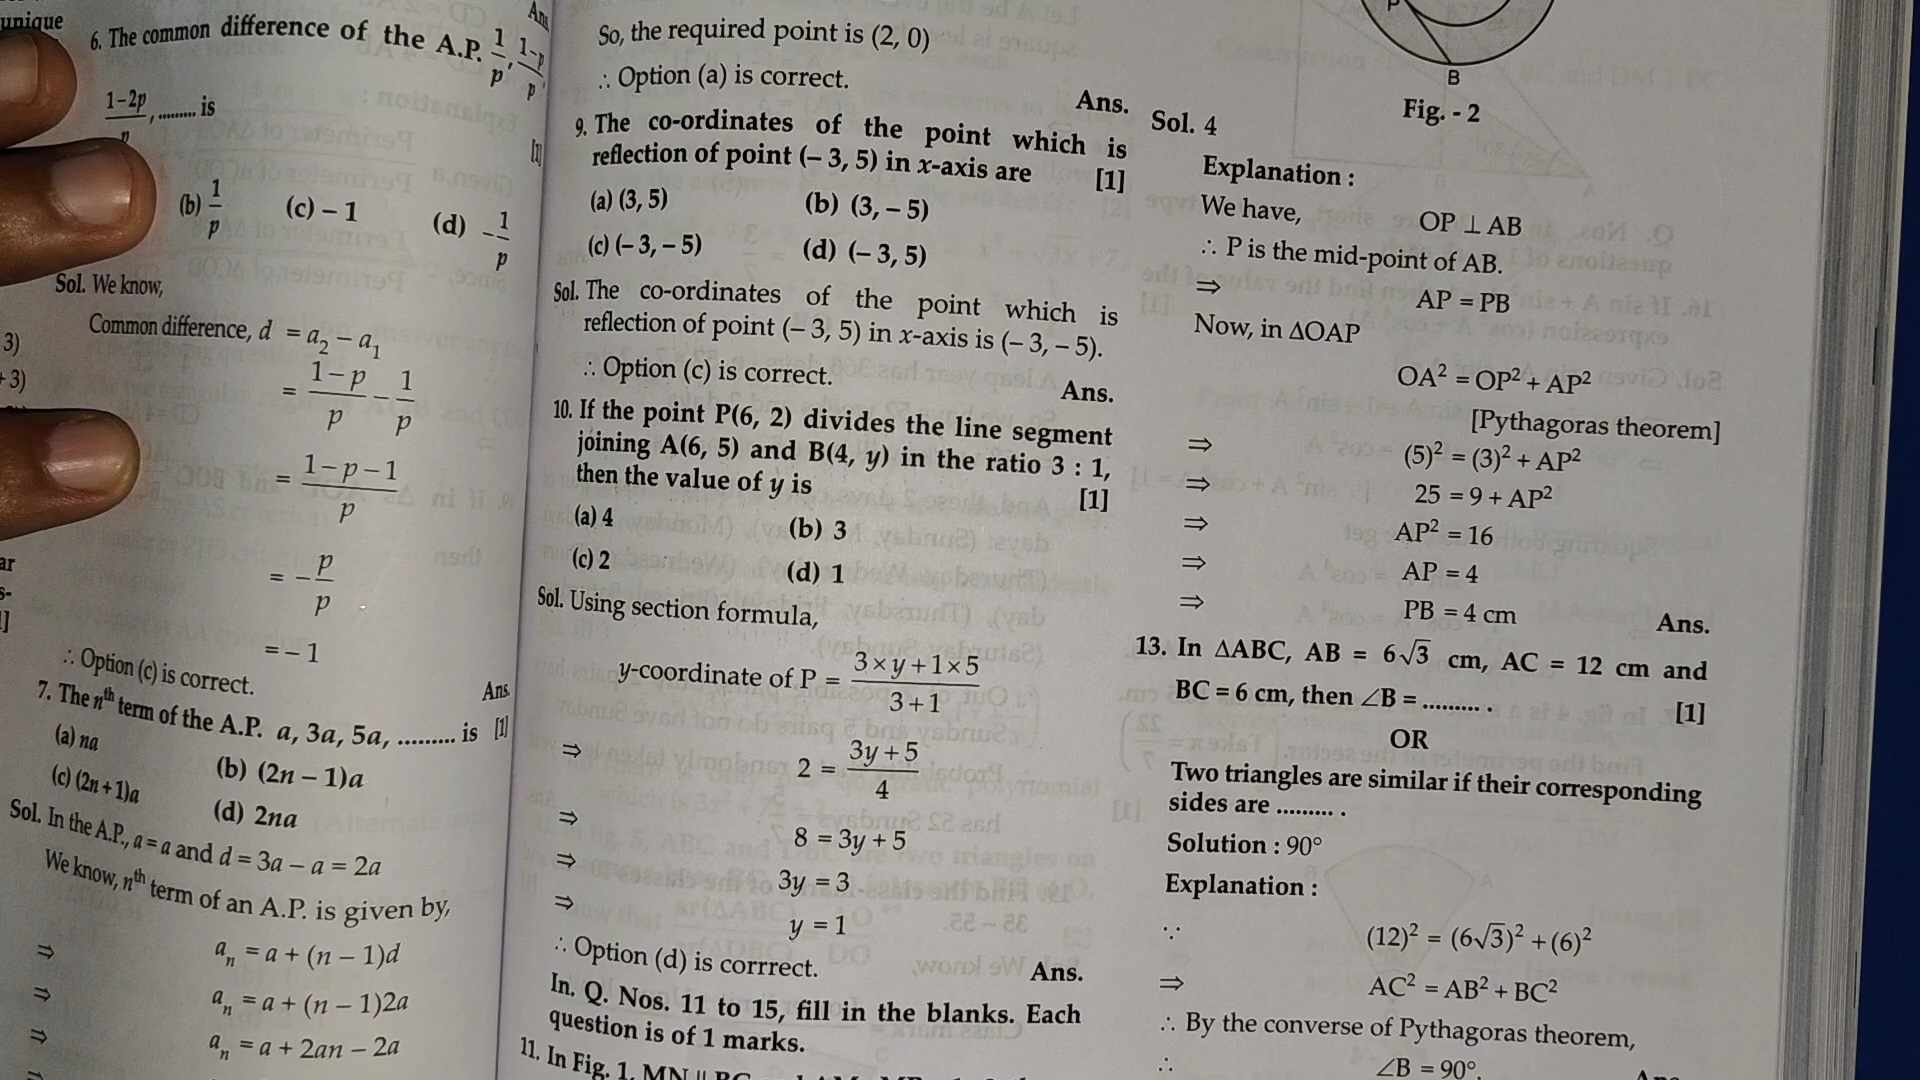 unique
3)
+ 3)
ar
s-
Ans
6. The common difference of the A.P. 1/p, 1-p/p,
1-2p/p, ......... is
[1]
(b) 1/p (c) – 1 (d) -1/p
Sol. We know,
Common difference, d = a₂ – a₁
= 1-p/p - 1/p
= 1-p-1/p
= - p/p
= – 1
∴ Option (c) is correct.
Ans.
7. The nᵗʰ term of the A.P. a, 3a, 5a, ......... is [1]
(a) na (b) (2n – 1)a
(c) (2n + 1)a (d) 2na
Sol. In the A.P., a = a and d = 3a – a = 2a
We know, nᵗʰ term of an A.P. is given by,
⇒ aₙ = a + (n – 1)d
⇒ aₙ = a + (n – 1)2a
⇒ aₙ = a + 2an – 2a
So, the required point is (2, 0)
∴ Option (a) is correct.
Ans.
9. The co-ordinates of the point which is
reflection of point (– 3, 5) in x-axis are [1]
(a) (3, 5) (b) (3, – 5)
(c) (– 3, – 5) (d) (– 3, 5)
Sol. The co-ordinates of the point which is
reflection of point (– 3, 5) in x-axis is (– 3, – 5).
∴ Option (c) is correct.
Ans.
10. If the point P(6, 2) divides the line segment
joining A(6, 5) and B(4, y) in the ratio 3 : 1,
then the value of y is [1]
(a) 4 (b) 3
(c) 2 (d) 1
Sol. Using section formula,
y-coordinate of P = 3×y+1×5/3+1
⇒ 2 = 3y+5/4
⇒ 8 = 3y + 5
⇒ 3y = 3
⇒ y = 1
∴ Option (d) is corrrect.
Ans.
In. Q. Nos. 11 to 15, fill in the blanks. Each
question is of 1 marks.
11. In Fig. 1, MN || BC
P
B
Fig. - 2
Sol. 4
Explanation :
We have, OP ⊥ AB
∴ P is the mid-point of AB.
⇒ AP = PB
Now, in ΔOAP
OA² = OP² + AP²
[Pythagoras theorem]
⇒ (5)² = (3)² + AP²
⇒ 25 = 9 + AP²
⇒ AP² = 16
⇒ AP = 4
⇒ PB = 4 cm
Ans.
13. In ΔABC, AB = 6√3 cm, AC = 12 cm and
BC = 6 cm, then ∠B = ......... . [1]
OR
Two triangles are similar if their corresponding
sides are ......... .
Solution : 90°
Explanation :
∵ (12)² = (6√3)² + (6)²
⇒ AC² = AB² + BC²
∴ By the converse of Pythagoras theorem,
∴ ∠B = 90°.